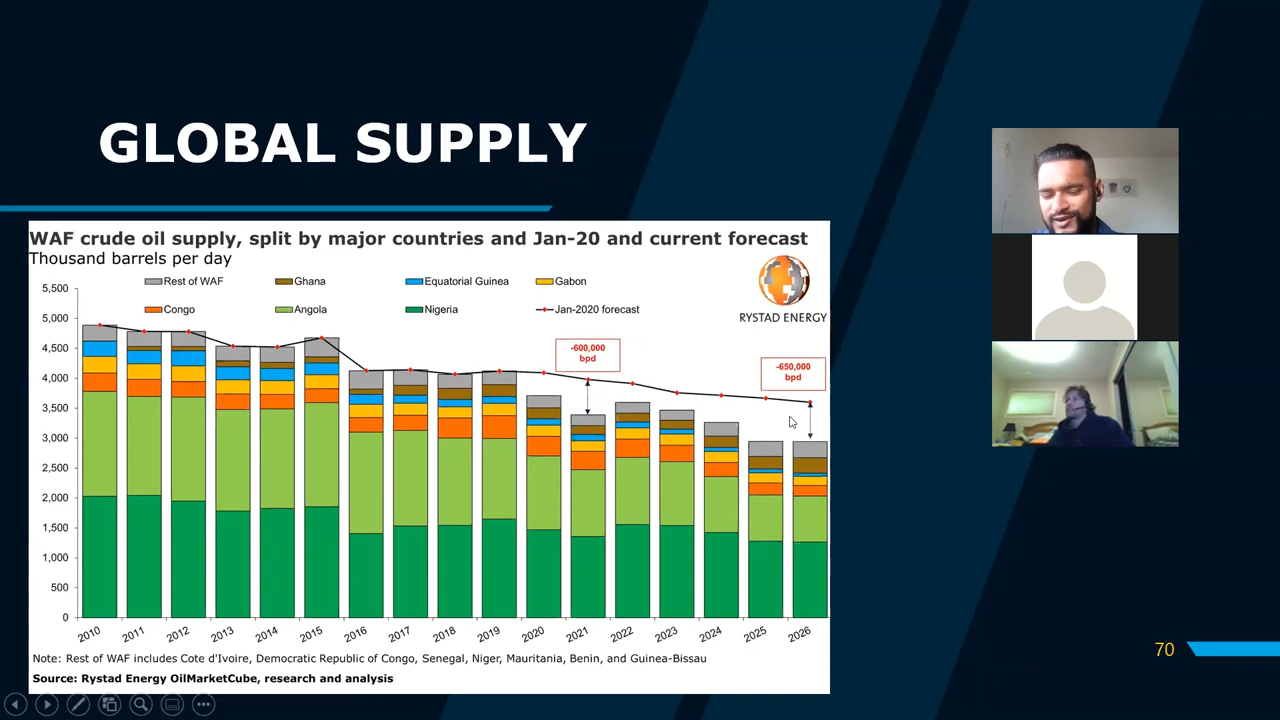 GLOBAL SUPPLY
WAF crude oil supply, split by major countries and Jan-20 and current forecast
Thousand barrels per day
Rest of WAF
Ghana
Equatorial Guinea
Gabon
Congo
Angola
Nigeria
Jan-2020 forecast
RYSTAD ENERGY
5,500
5,000
4,500
4,000
3,500
3,000
2,500
2,000
1,500
1,000
500
0
-600,000
bpd
-650,000
bpd
2010
2011
2012
2013
2014
2015
2016
2017
2018
2019
2020
2021
2022
2023
2024
2025
2026
Note: Rest of WAF includes Cote d'Ivoire, Democratic Republic of Congo, Senegal, Niger, Mauritania, Benin, and Guinea-Bissau
Source: Rystad Energy OilMarketCube, research and analysis
70